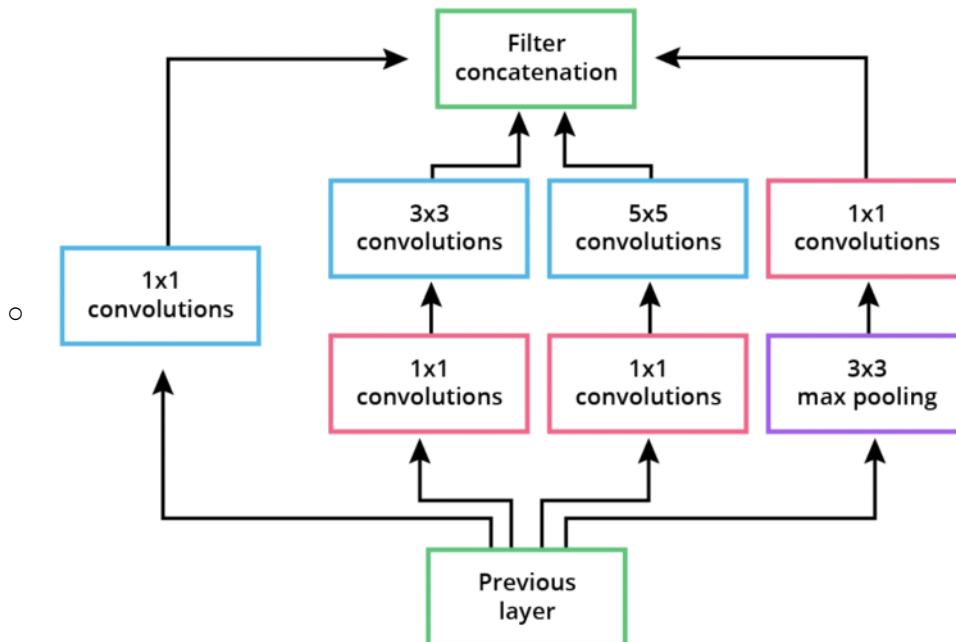 Filter
concatenation
3x3
convolutions
5x5
convolutions
1x1
convolutions
1x1
convolutions
1x1
convolutions
1x1
convolutions
3x3
max pooling
Previous
layer